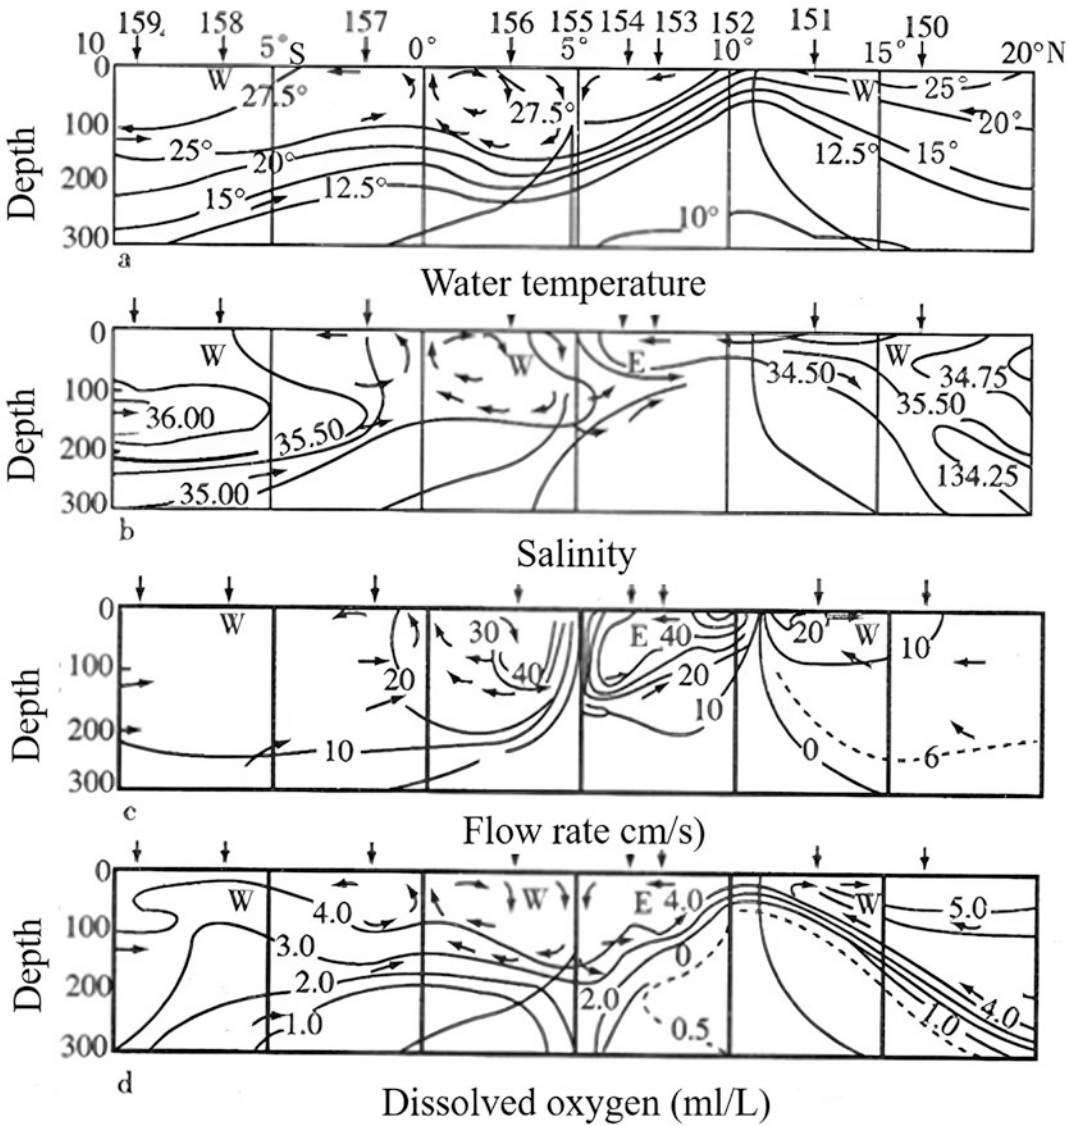 159 158 157 156 155 154 153 152 151 150
10 5° S 0° 5° 10° 15° 20°N
0 W 27.5° W 25°
27.5° 20°
100 25° 20° 12.5° 15°
200 15° 12.5°
300 10°
Depth
a
Water temperature
0 W W E 34.50 W
100 36.00 34.75
35.50 35.50
200 134.25
300 35.00
Depth
b
Salinity
0 W 30 E 40 20 W 10
100 20 40 20
200 10 10 0 6
300
Depth
c
Flow rate cm/s)
0 W 4.0 W E 4.0 W 5.0
100 3.0 0
200 2.0 2.0 4.0
300 1.0 0.5 1.0
Depth
d
Dissolved oxygen (ml/L)